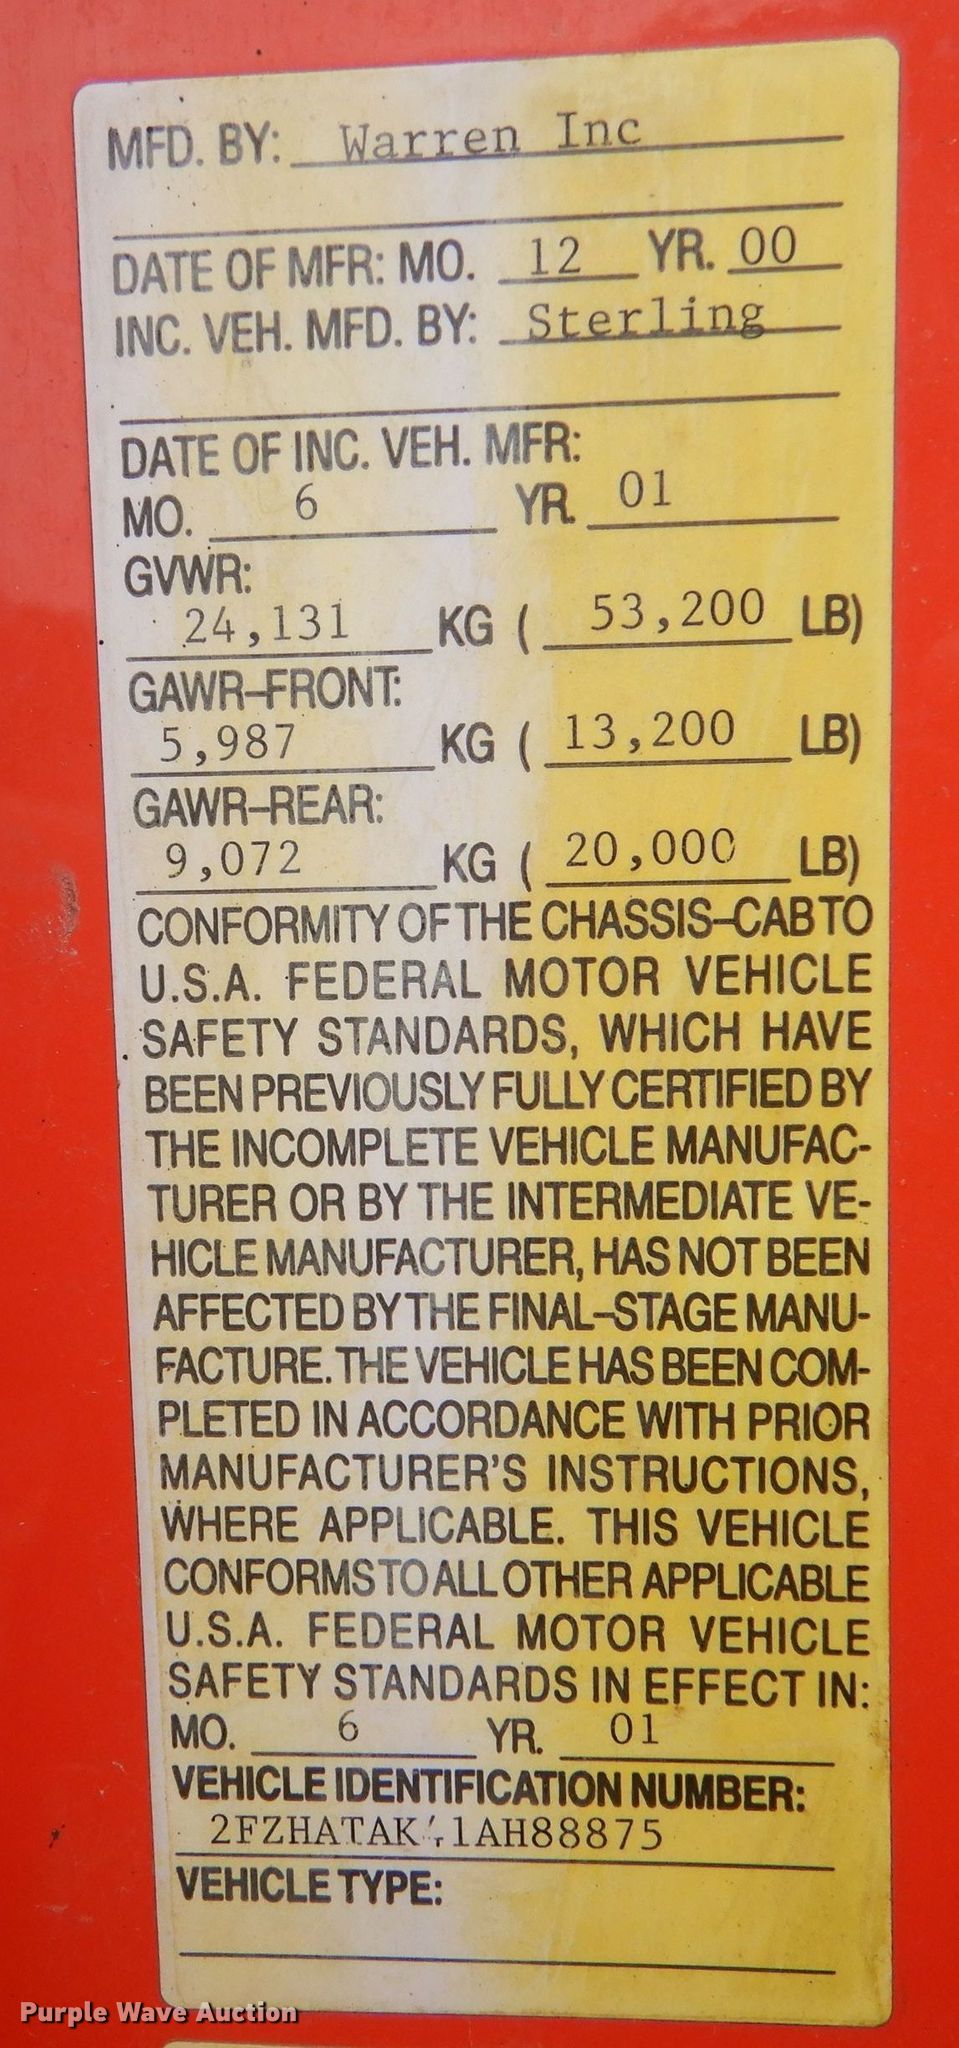 MFD. BY: Warren Inc
DATE OF MFR: MO. 12 YR. 00
INC. VEH. MFD. BY: Sterling
DATE OF INC. VEH. MFR:
MO. 6 YR. 01
GVWR:
24,131 KG ( 53,200 LB)
GAWR-FRONT:
5,987 KG ( 13,200 LB)
GAWR-REAR:
9,072 KG ( 20,000 LB)
CONFORMITY OF THE CHASSIS-CAB TO
U.S.A. FEDERAL MOTOR VEHICLE
SAFETY STANDARDS, WHICH HAVE
BEEN PREVIOUSLY FULLY CERTIFIED BY
THE INCOMPLETE VEHICLE MANUFAC-
TURER OR BY THE INTERMEDIATE VE-
HICLE MANUFACTURER, HAS NOT BEEN
AFFECTED BY THE FINAL-STAGE MANU-
FACTURE. THE VEHICLE HAS BEEN COM-
PLETED IN ACCORDANCE WITH PRIOR
MANUFACTURER'S INSTRUCTIONS,
WHERE APPLICABLE. THIS VEHICLE
CONFORMS TO ALL OTHER APPLICABLE
U.S.A. FEDERAL MOTOR VEHICLE
SAFETY STANDARDS IN EFFECT IN:
MO. 6 YR. 01
VEHICLE IDENTIFICATION NUMBER:
VEHICLE TYPE:
Purple Wave Auction